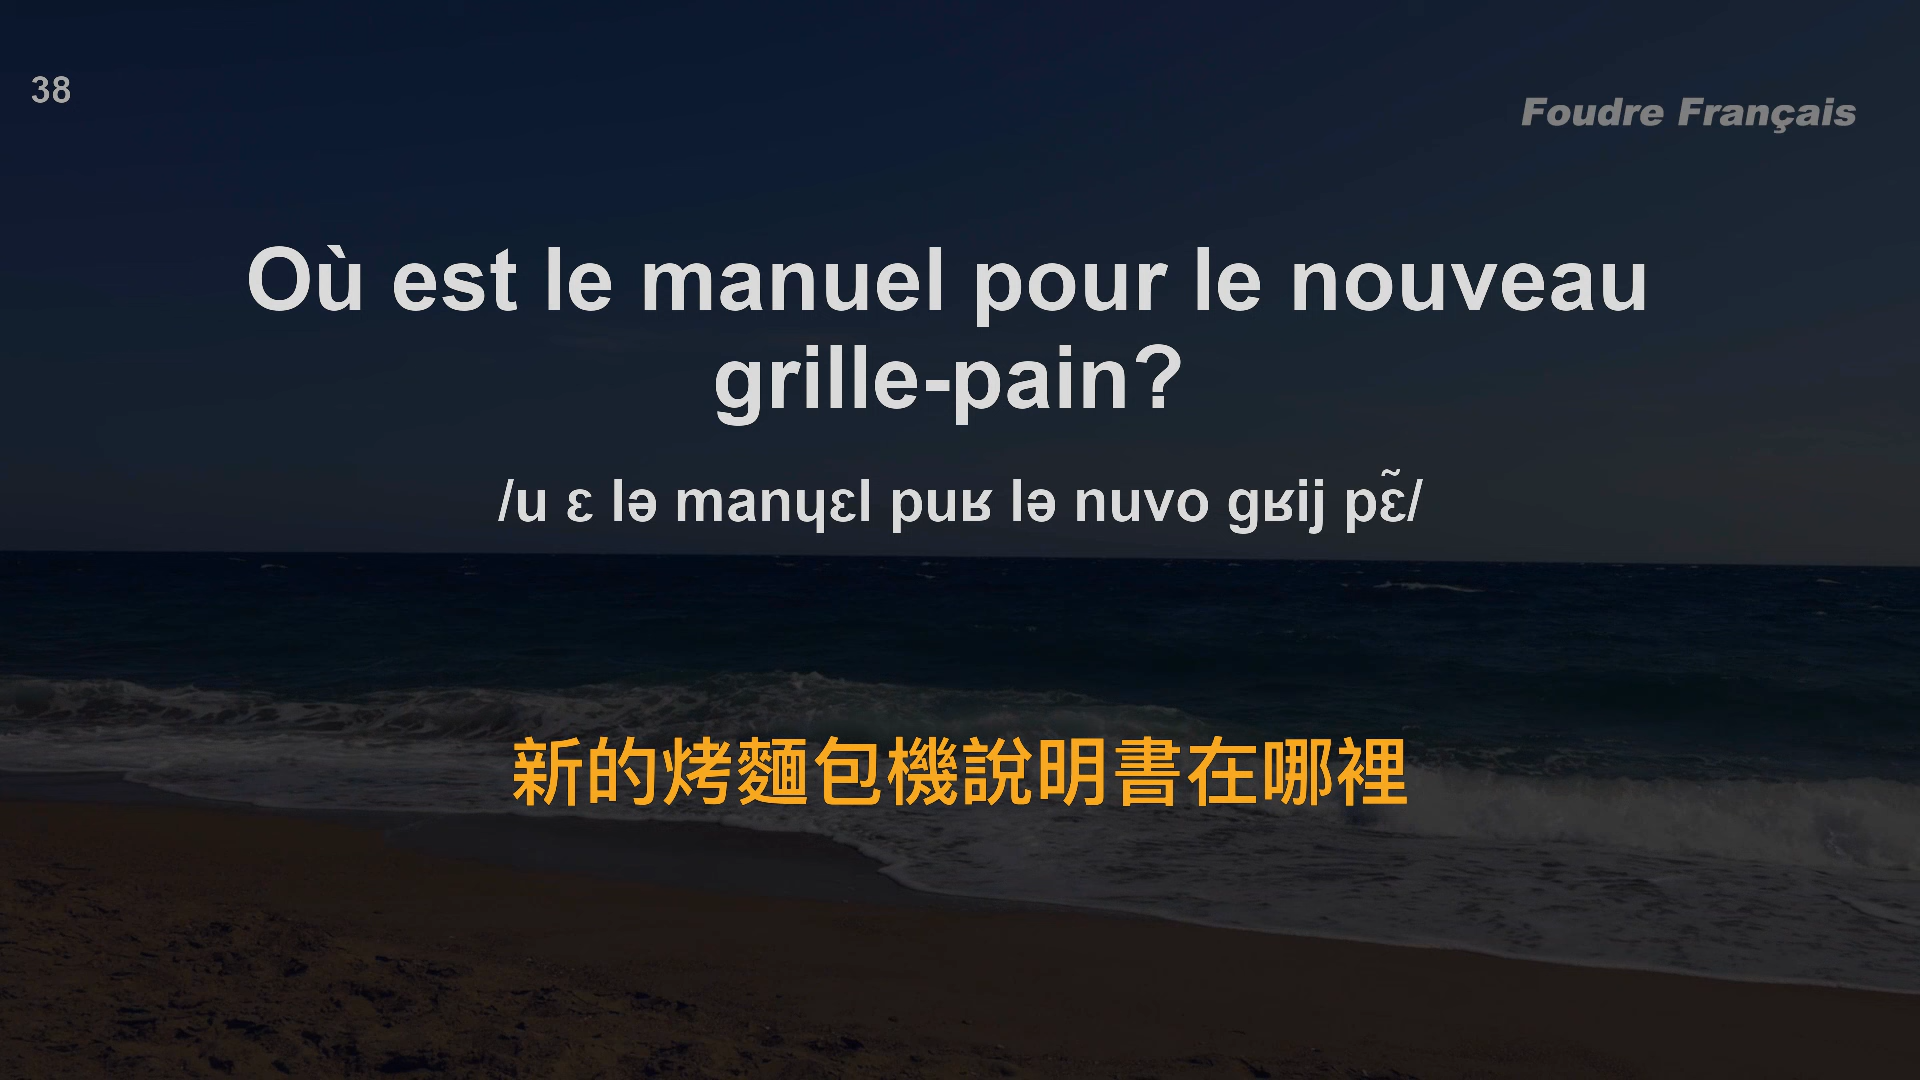 38
Foudre Français
Où est le manuel pour le nouveau
grille-pain?
/u ɛ lə manɥɛl puʁ lə nuvo ɡʁij pɛ̃/
新的烤麵包機說明書在哪裡